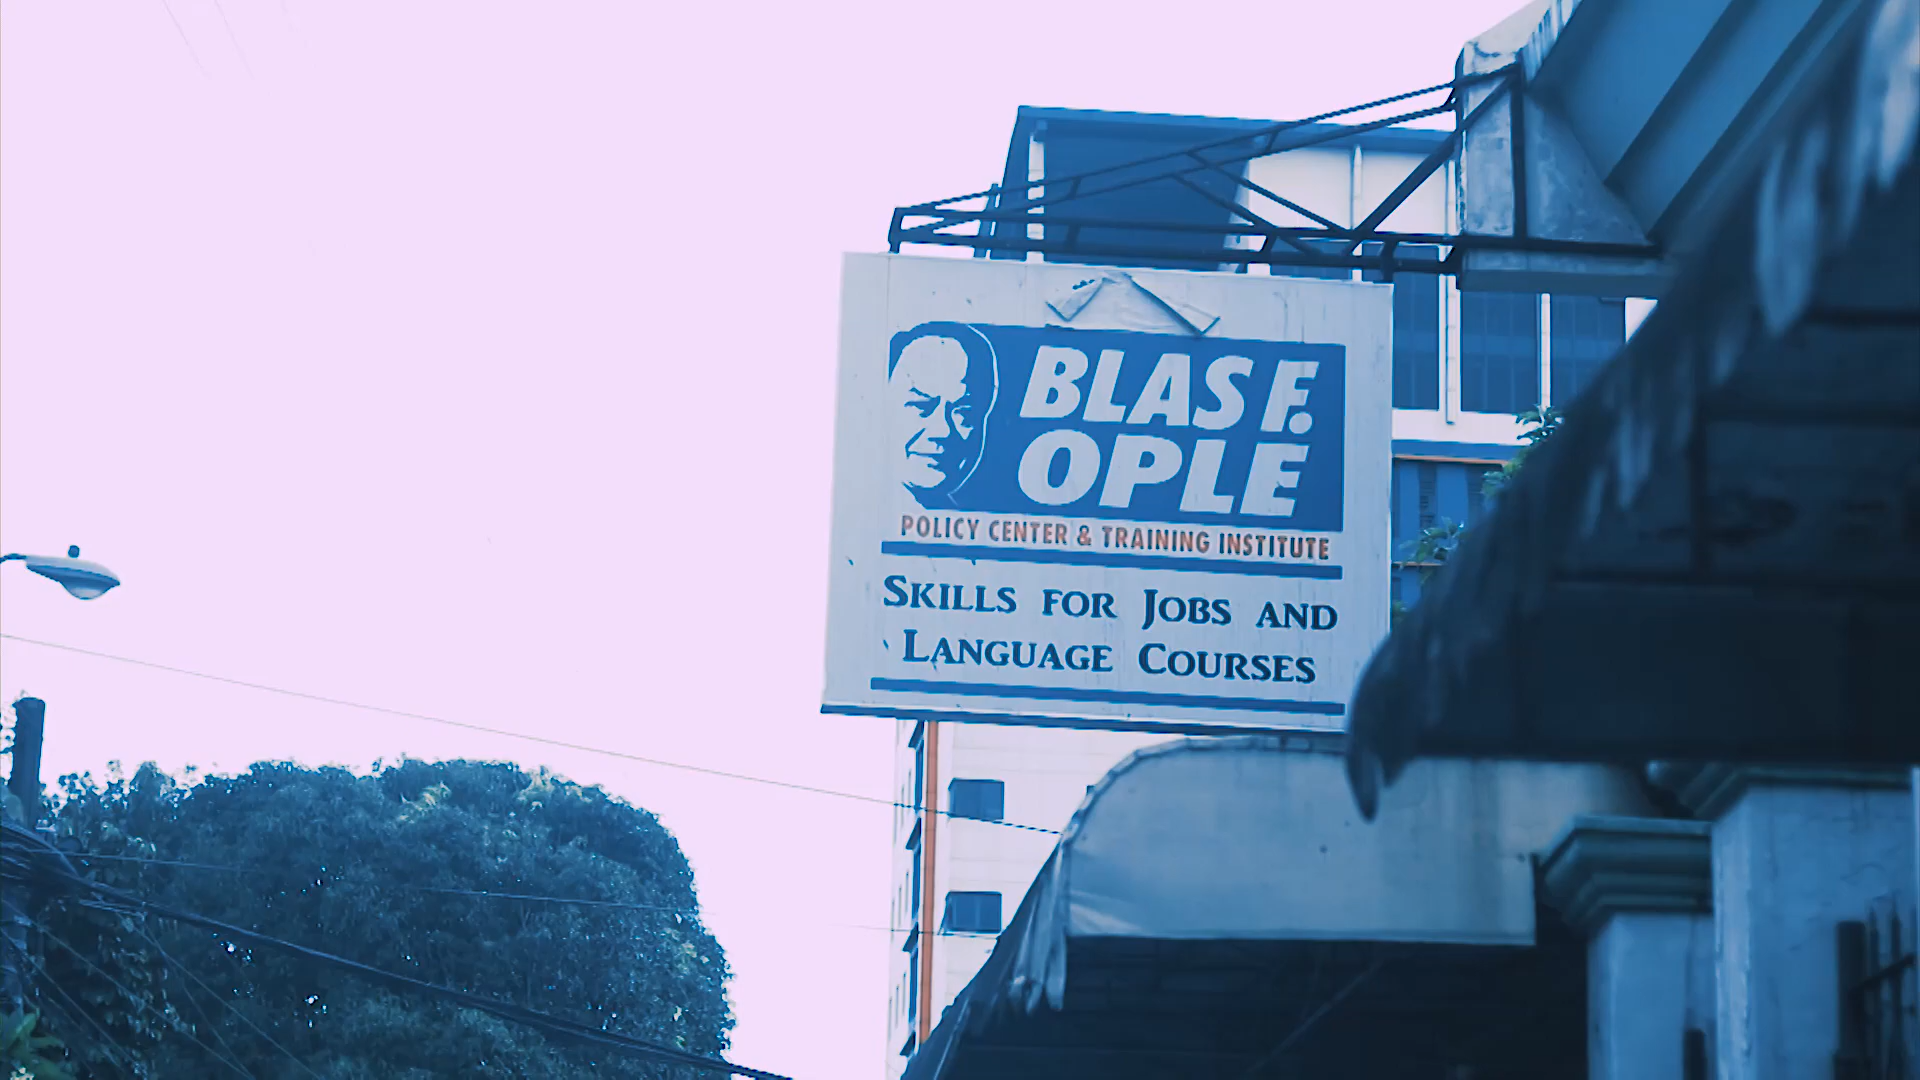 BLAS F.
OPLE
POLICY CENTER & TRAINING INSTITUTE
SKILLS FOR JOBS AND
LANGUAGE COURSES